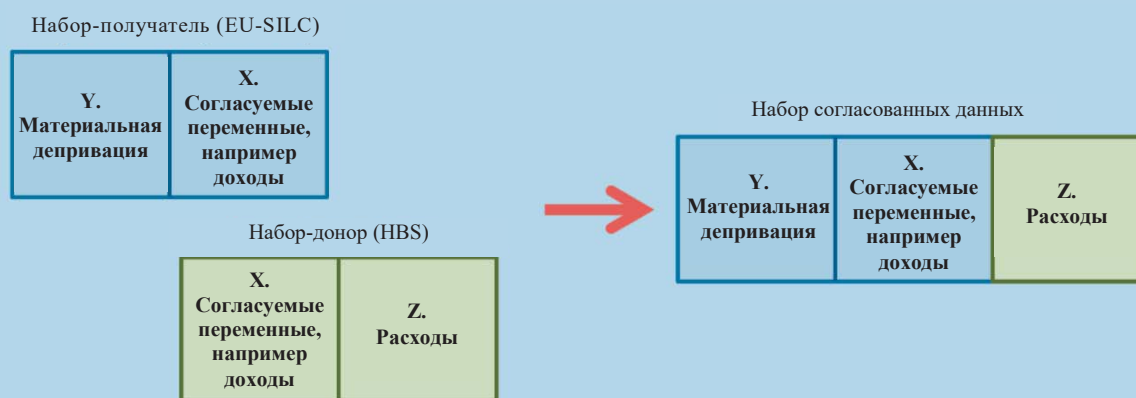 Набор-получатель (EU-SILC)
Y.
Материальная
депривация
X.
Согласуемые
переменные,
например
доходы
Набор-донор (HBS)
X.
Согласуемые
переменные,
например
доходы
Z.
Расходы
Набор согласованных данных
Y.
Материальная
депривация
X.
Согласуемые
переменные,
например
доходы
Z.
Расходы